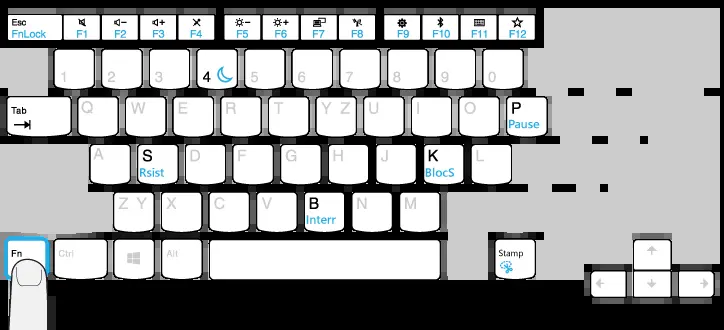 Esc
FnLock
F1
F2
F3
F4
F5
F6
F7
F8
F9
F10
F11
F12
1
2
3
4
5
6
7
8
9
0
Tab
Q
W
E
R
T
Y Z
U
I
O
P
Pause
A
S
Rsist
D
F
G
H
J
K
BlocS
L
Z Y
X
C
V
B
Interr
N
M
Fn
Ctrl
Alt
Stamp